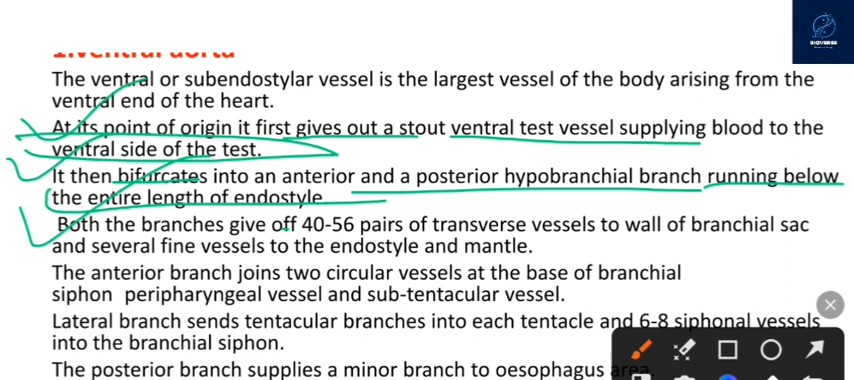 1.Ventral aorta
The ventral or subendostylar vessel is the largest vessel of the body arising from the
ventral end of the heart.
At its point of origin it first gives out a stout ventral test vessel supplying blood to the
ventral side of the test.
It then bifurcates into an anterior and a posterior hypobranchial branch running below
the entire length of endostyle.
Both the branches give off 40-56 pairs of transverse vessels to wall of branchial sac
and several fine vessels to the endostyle and mantle.
The anterior branch joins two circular vessels at the base of branchial
siphon peripharyngeal vessel and sub-tentacular vessel.
Lateral branch sends tentacular branches into each tentacle and 6-8 siphonal vessels
into the branchial siphon.
The posterior branch supplies a minor branch to oesophagus area.
BIOVERSE